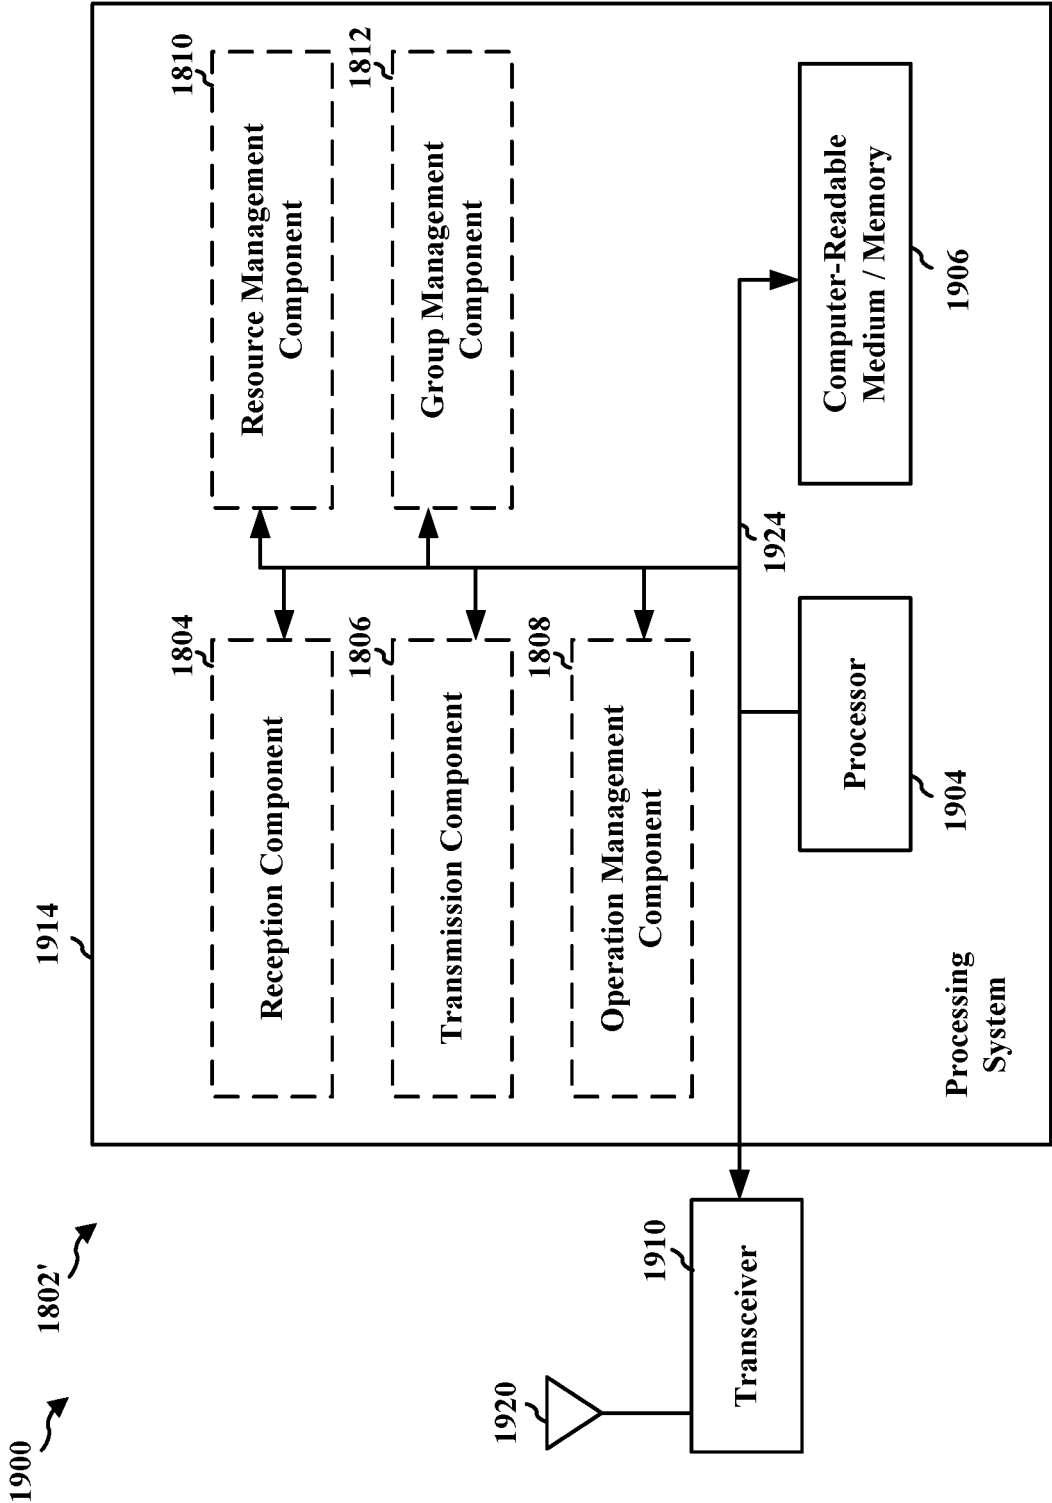 1900
1802'
1914
1804
Reception Component
1810
Resource Management
Component
1806
Transmission Component
1812
Group Management
Component
1808
Operation Management
Component
1920
1910
Transceiver
1924
Processor
1904
Computer-Readable
Medium / Memory
1906
Processing
System